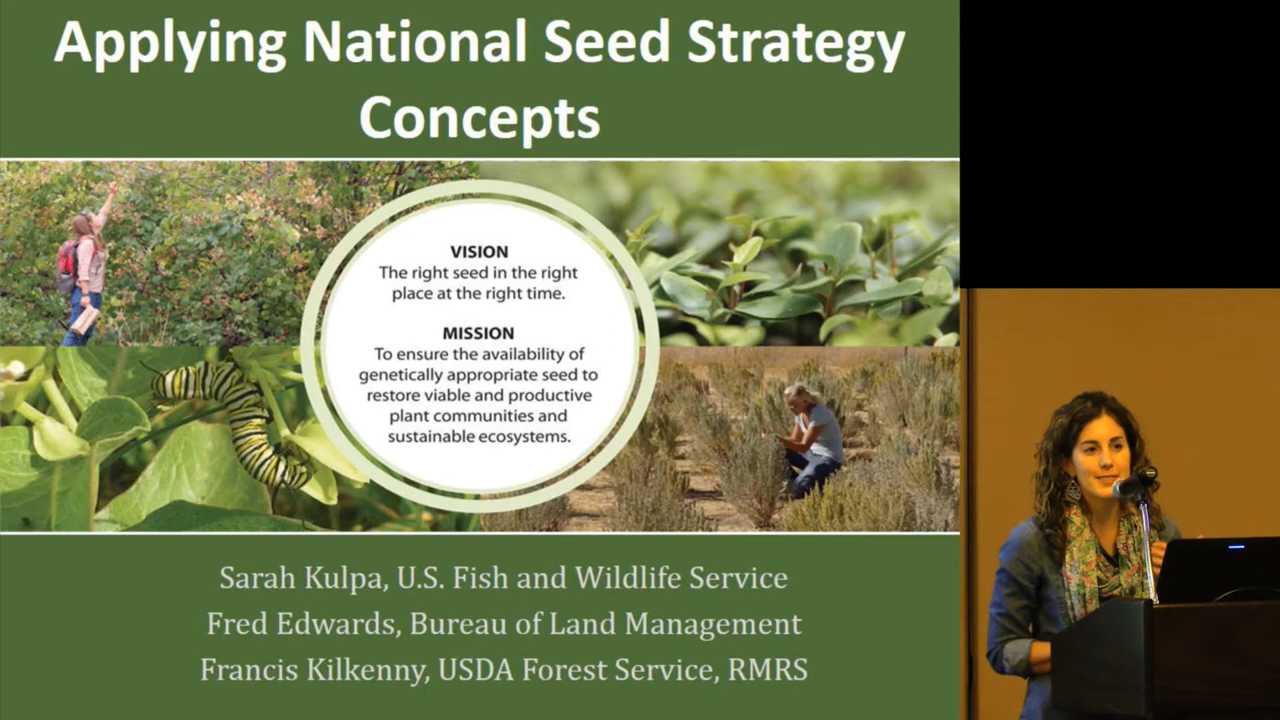 Applying National Seed Strategy
Concepts
VISION
The right seed in the right
place at the right time.
MISSION
To ensure the availability of
genetically appropriate seed to
restore viable and productive
plant communities and
sustainable ecosystems.
Sarah Kulpa, U.S. Fish and Wildlife Service
Fred Edwards, Bureau of Land Management
Francis Kilkenny, USDA Forest Service, RMRS